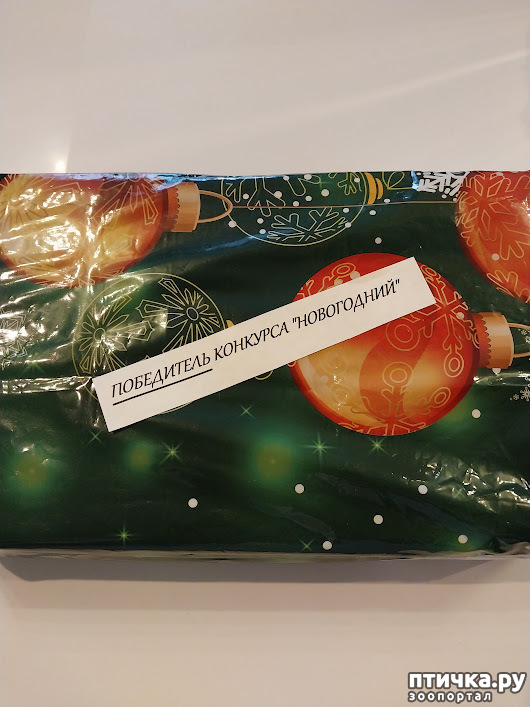 ПОБЕДИТЕЛЬ КОНКУРСА "НОВОГОДНИЙ"
птичка.ру
зоопортал